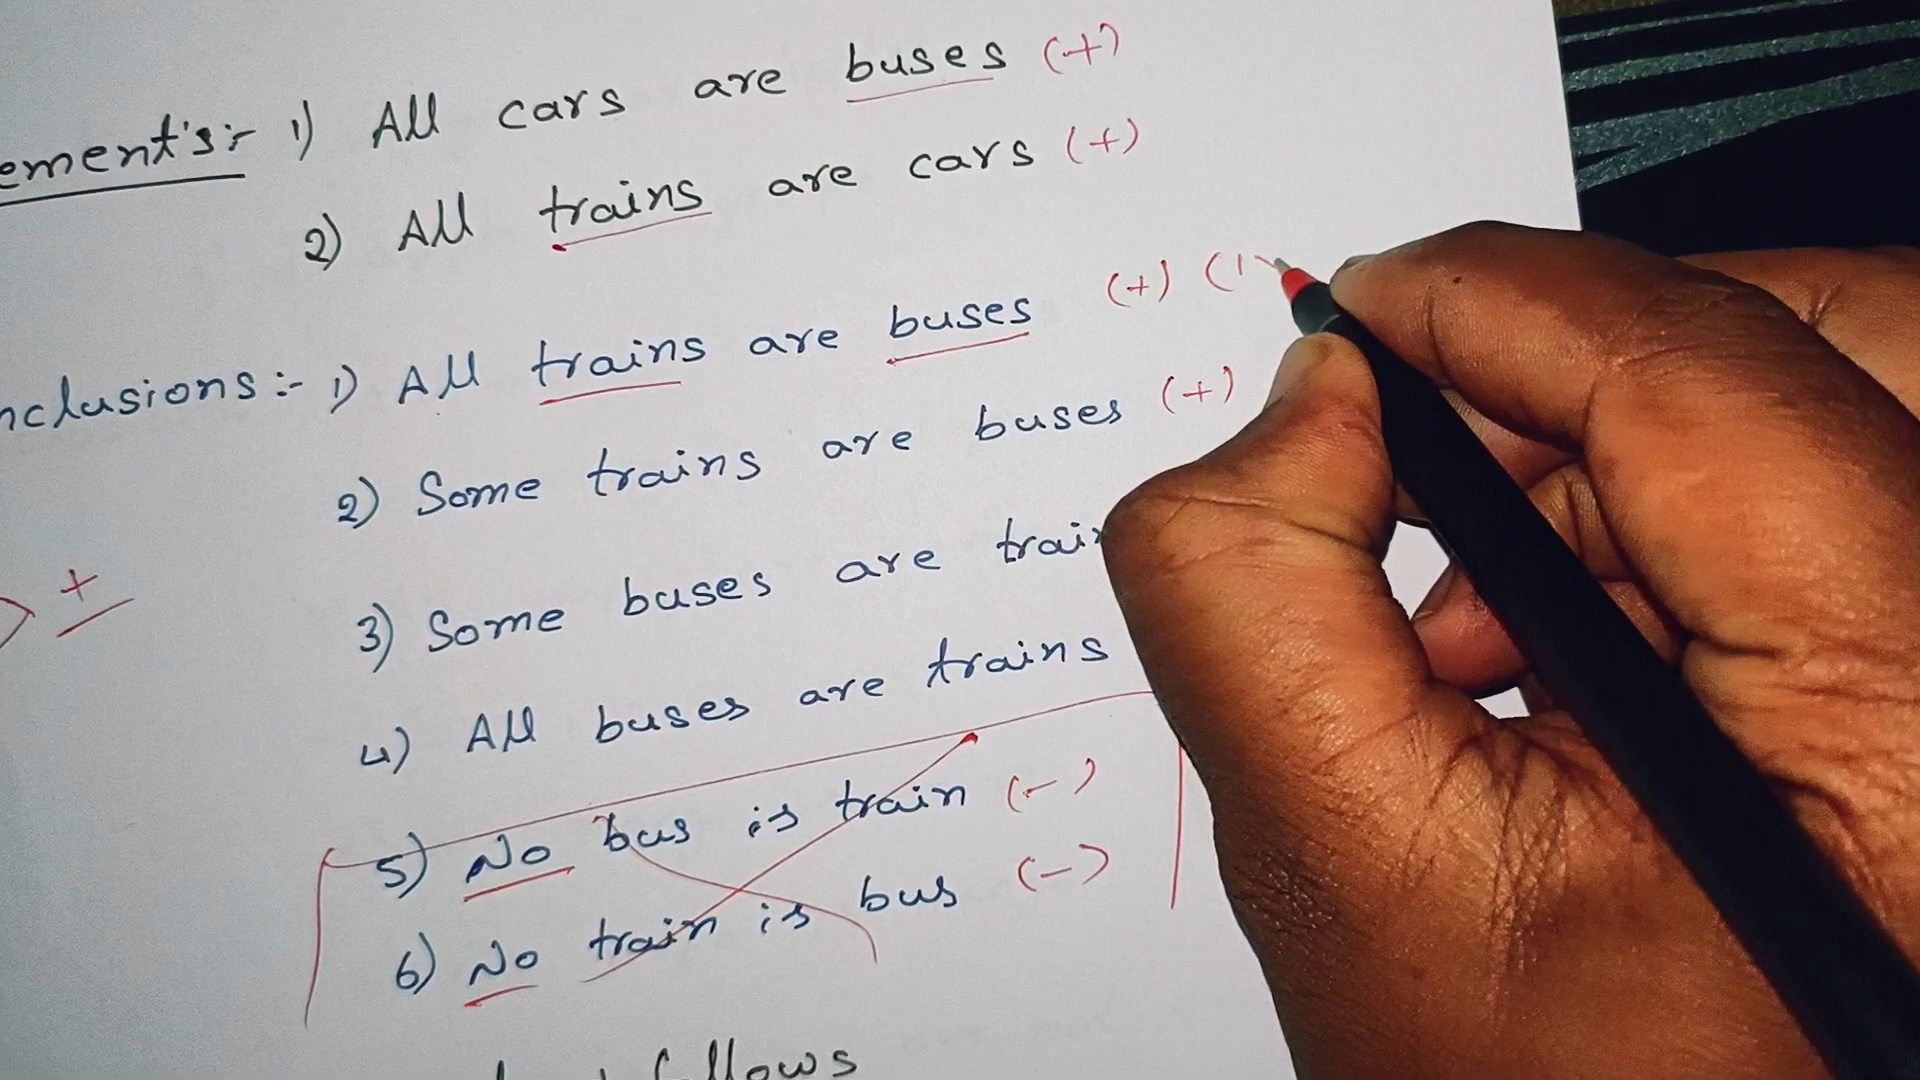 ement's:- 1) All cars are buses (+)
2) All trains are cars (+)
nclusions:- 1) All trains are buses (+) (1
2) Some trains are buses (+)
3) Some buses are train
+
4) All buses are trains
5) No bus is train (-)
6) No train is bus (-)
follows